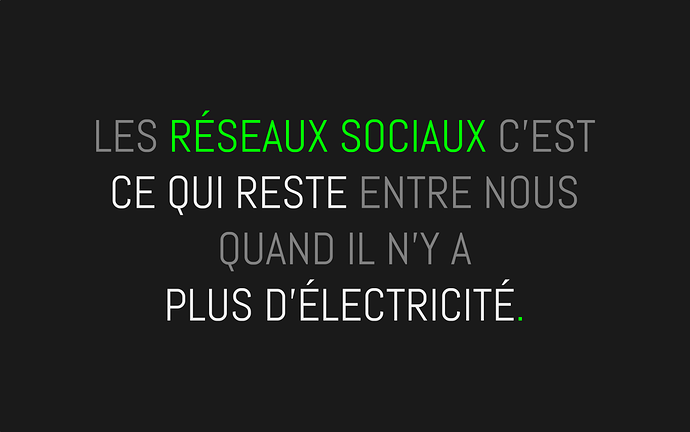 LES RÉSEAUX SOCIAUX C'EST
CE QUI RESTE ENTRE NOUS
QUAND IL N'Y A
PLUS D'ÉLECTRICITÉ.